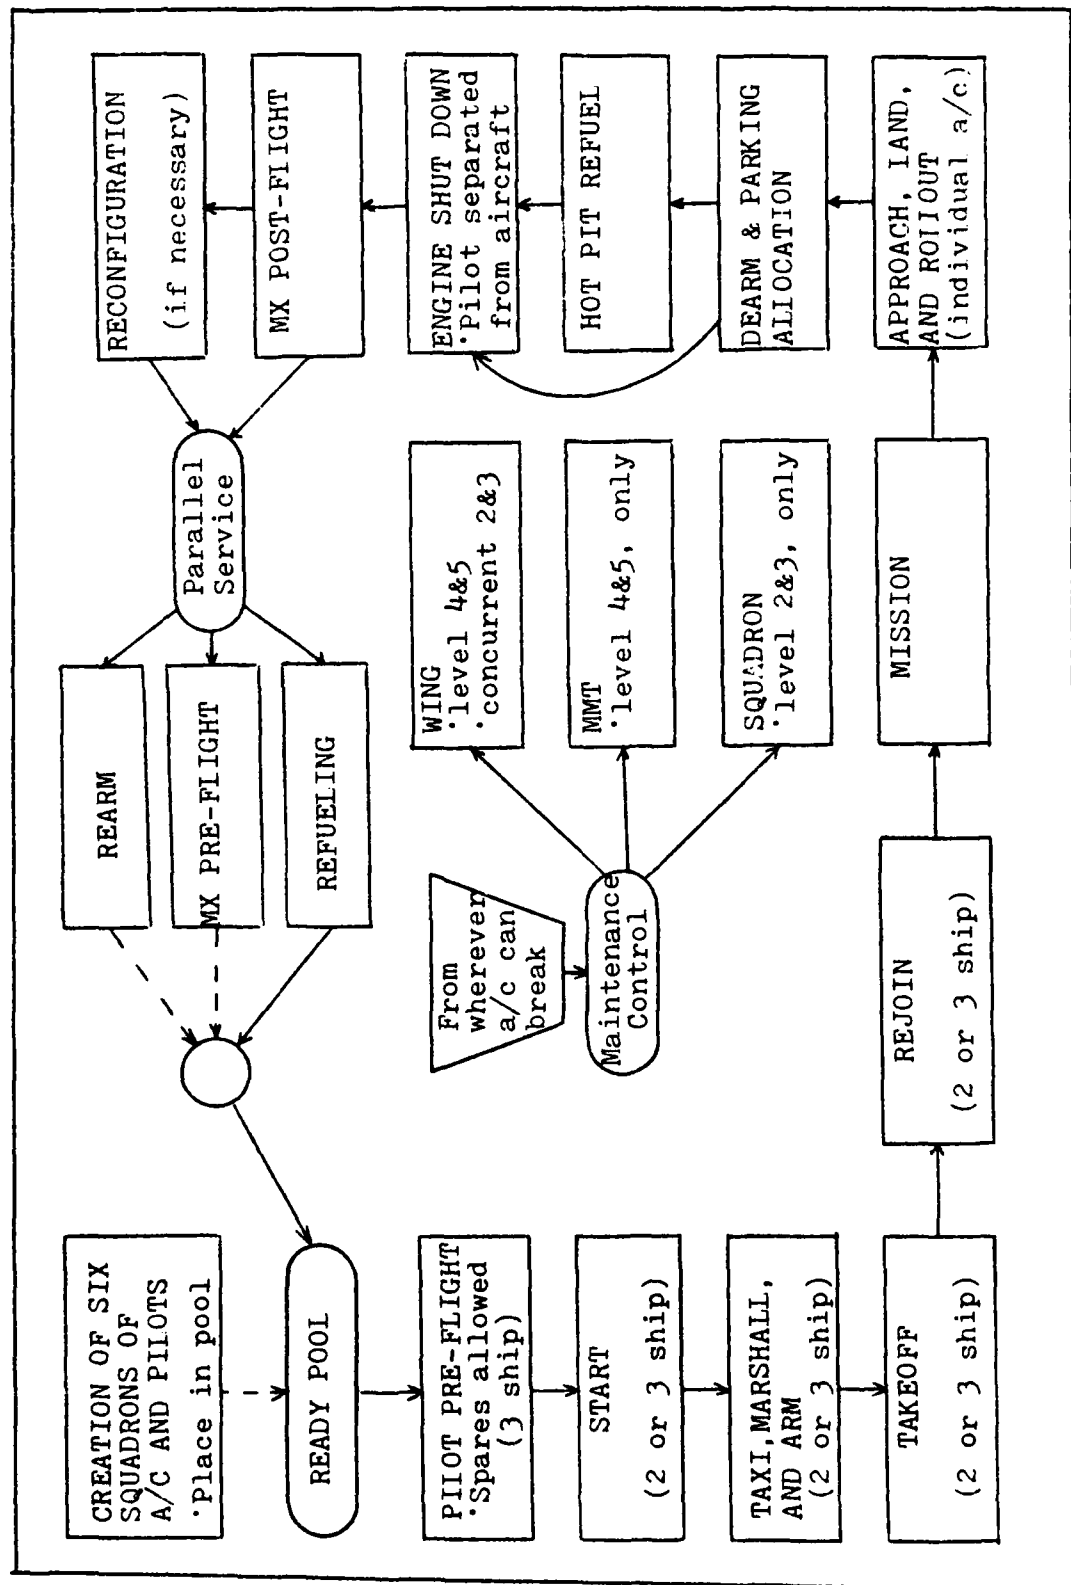 CREATION OF SIX
SQUADRONS OF
A/C AND PILOTS
'Place in pool
READY POOL
PIIOT PRE-FLIGHT
'Spares allowed
(3 ship)
START
(2 or 3 ship)
TAXI,MARSHALL,
AND ARM
(2 or 3 ship)
TAKEOFF
(2 or 3 ship)
REJOIN
(2 or 3 ship)
MISSION
APPROACH, IAND,
AND ROIIOUT
(individual a/c)
DEARM & PARKING
ALIOCATION
HOT PIT REFUEL
ENGINE SHUT DOWN
'Pilot separated
from aircraft
MX POST-FLIGHT
RECONFIGURATION
(if necessary)
Parallel
Service
REARM
MX PRE-FLIGHT
REFUELING
From
wherever
a/c can
break
Maintenance
Control
WING
'level 4&5
'concurrent 2&3
MMT
'level 4&5, only
SQUADRON
'level 2&3, only